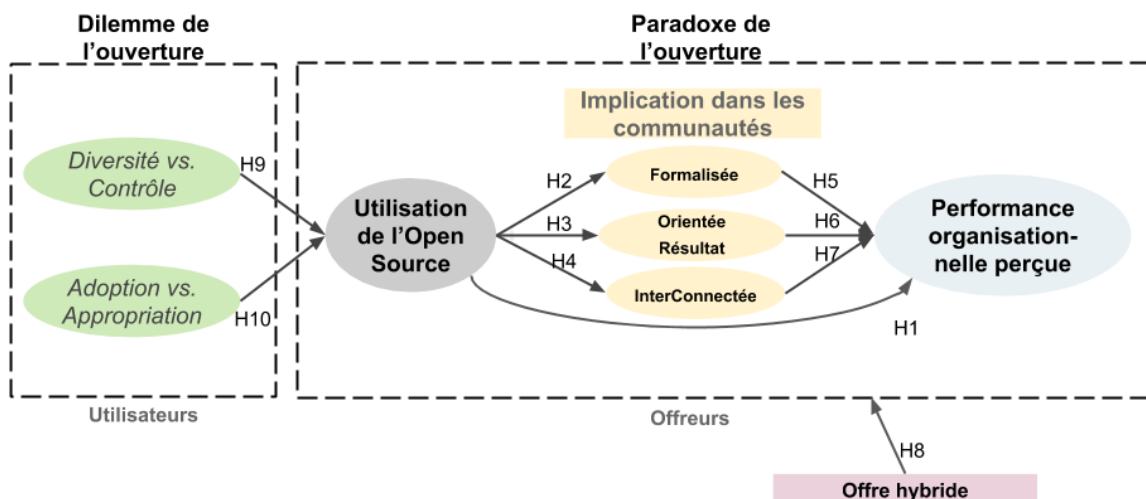 Dilemme de
l'ouverture
Paradoxe de
l'ouverture
Implication dans les
communautés
Diversité vs.
Contrôle
H9
Adoption vs.
Appropriation
H10
Utilisation
de l'Open
Source
H2
H3
H4
Formalisée
Orientée
Résultat
InterConnectée
H5
H6
H7
Performance
organisation-
nelle perçue
H1
Utilisateurs
Offreurs
H8
Offre hybride